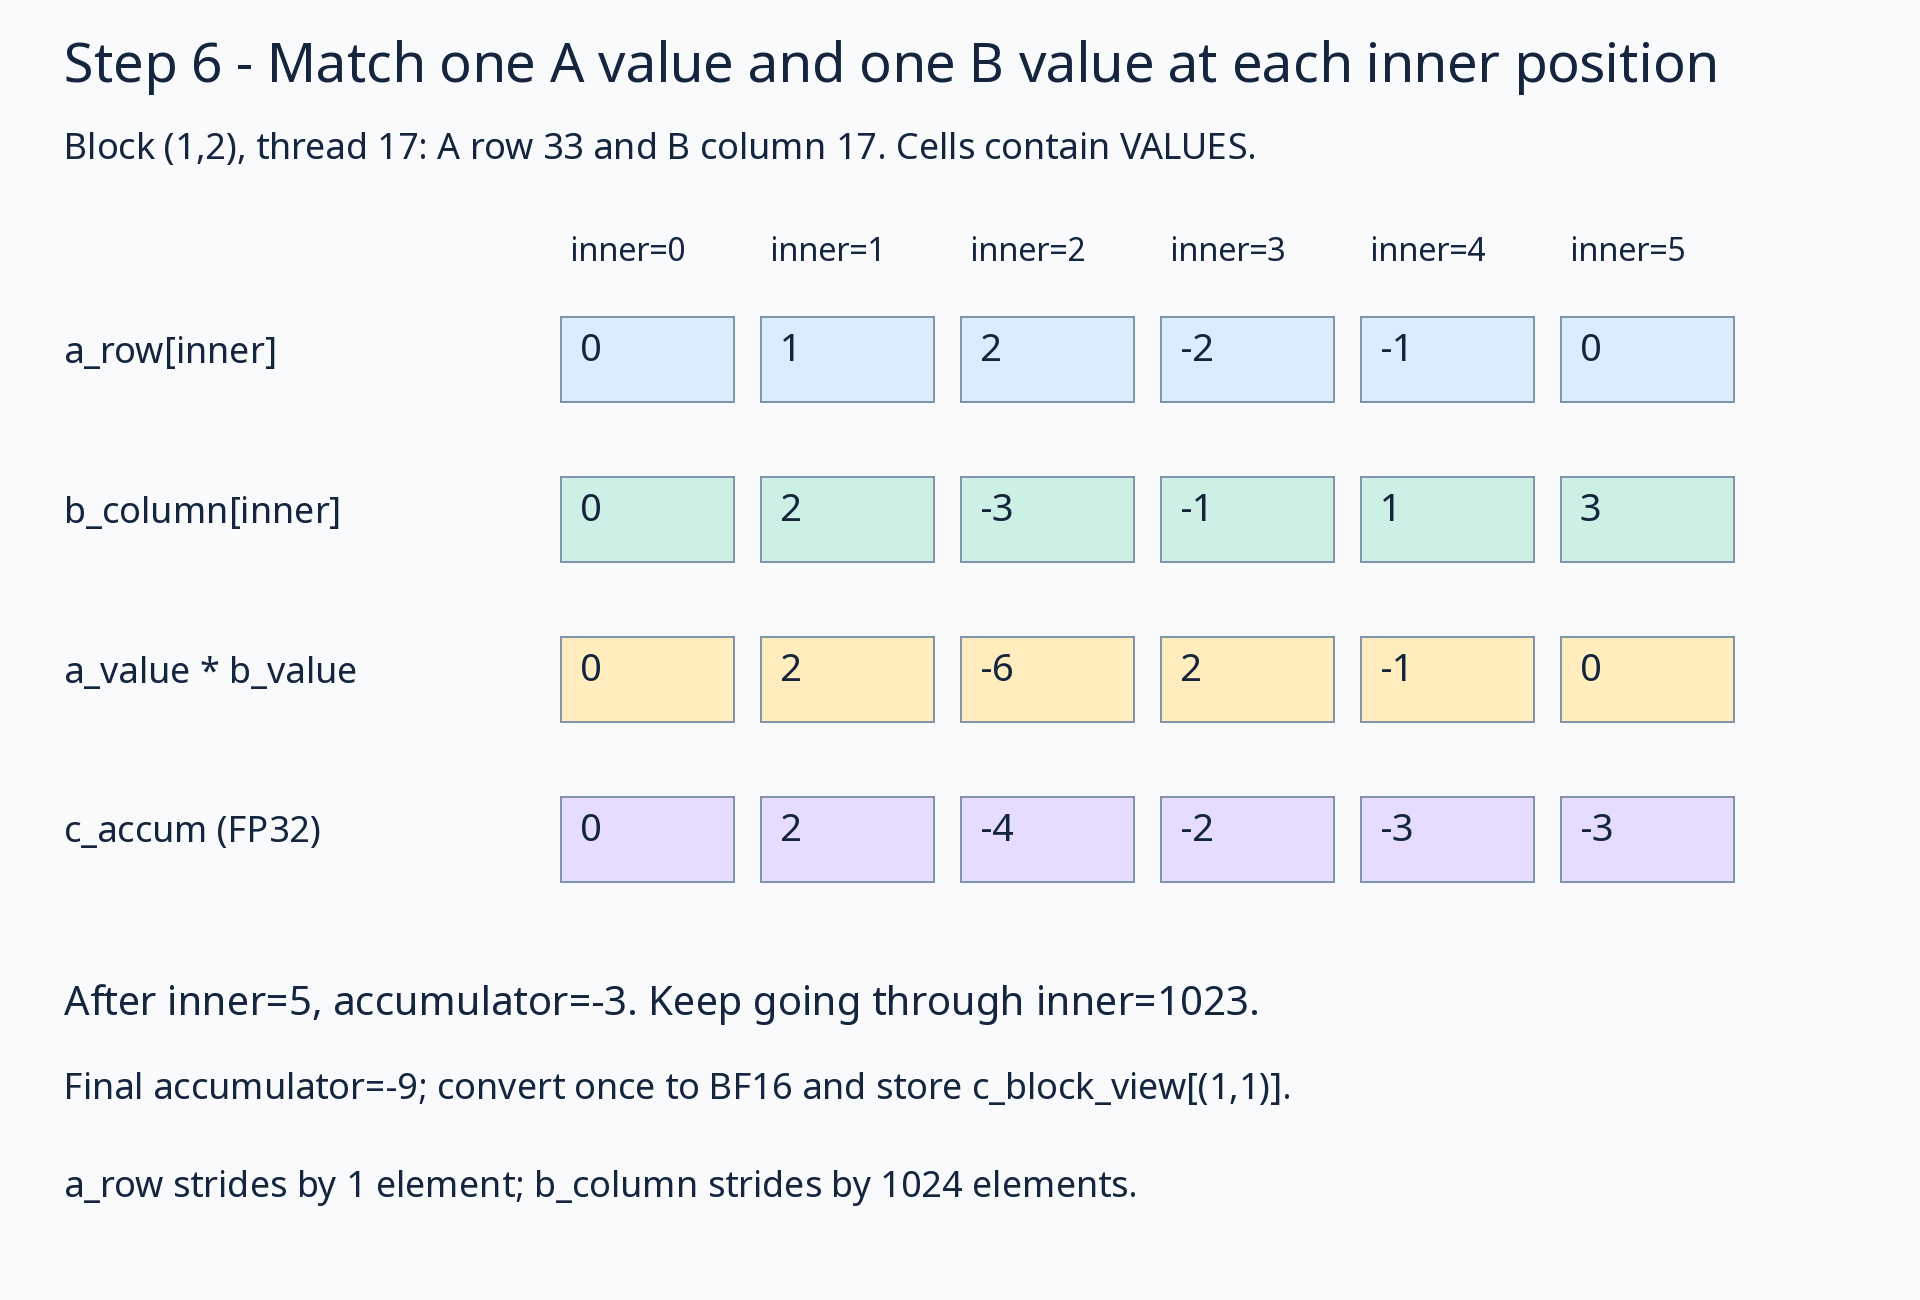 Step 6 - Match one A value and one B value at each inner position
Block (1,2), thread 17: A row 33 and B column 17. Cells contain VALUES.
inner=0 inner=1 inner=2 inner=3 inner=4 inner=5
a_row[inner] 0 1 2 -2 -1 0
b_column[inner] 0 2 -3 -1 1 3
a_value * b_value 0 2 -6 2 -1 0
c_accum (FP32) 0 2 -4 -2 -3 -3
After inner=5, accumulator=-3. Keep going through inner=1023.
Final accumulator=-9; convert once to BF16 and store c_block_view[(1,1)].
a_row strides by 1 element; b_column strides by 1024 elements.